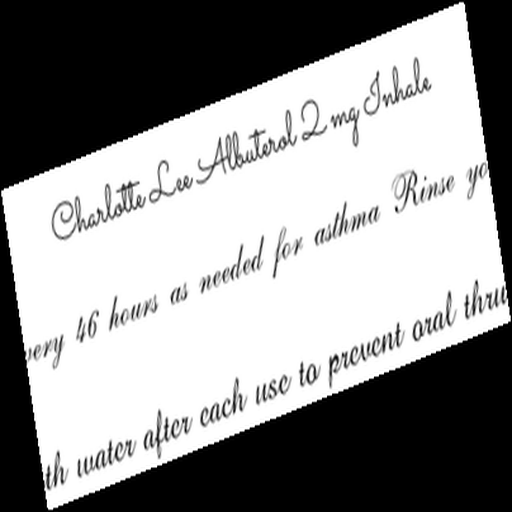 Charlotte Lee Albuterol 2 mg Inhale
very 46 hours as needed for asthma Rinse yo
th water after each use to prevent oral thru